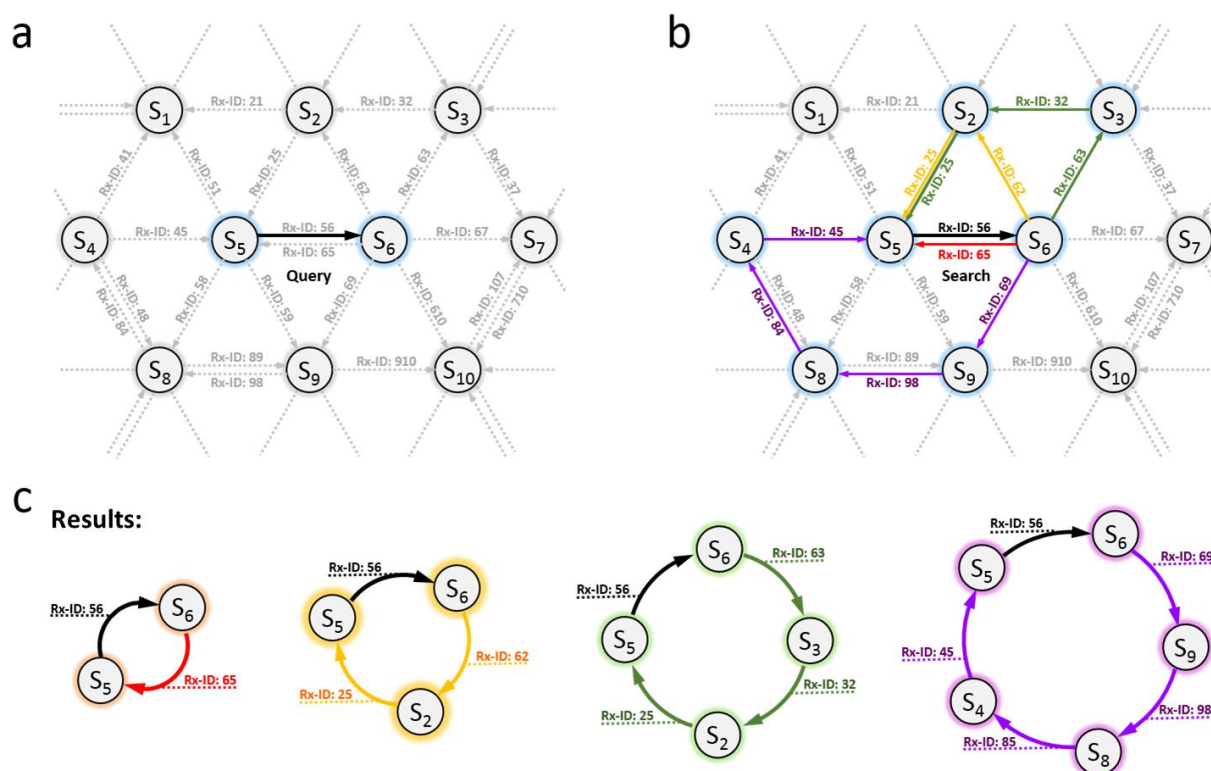 a
Rx-ID: 21
Rx-ID: 32
S1
S2
S3
Rx-ID: 41
Rx-ID: 51
Rx-ID: 25
Rx-ID: 62
Rx-ID: 63
Rx-ID: 37
S4
Rx-ID: 45
S5
Rx-ID: 56
Rx-ID: 65
S6
Rx-ID: 67
S7
Query
Rx-ID: 48
Rx-ID: 84
Rx-ID: 58
Rx-ID: 59
Rx-ID: 69
Rx-ID: 610
Rx-ID: 107
Rx-ID: 710
S8
Rx-ID: 89
Rx-ID: 98
S9
Rx-ID: 910
S10
b
Rx-ID: 21
Rx-ID: 32
S1
S2
S3
Rx-ID: 41
Rx-ID: 51
Rx-ID: 25
Rx-ID: 25
Rx-ID: 62
Rx-ID: 63
Rx-ID: 37
S4
Rx-ID: 45
S5
Rx-ID: 56
Rx-ID: 65
S6
Rx-ID: 67
S7
Search
Rx-ID: 48
Rx-ID: 84
Rx-ID: 58
Rx-ID: 59
Rx-ID: 69
Rx-ID: 610
Rx-ID: 107
Rx-ID: 710
S8
Rx-ID: 89
Rx-ID: 98
S9
Rx-ID: 910
S10
c
Results:
Rx-ID: 56
S6
S5
Rx-ID: 65
Rx-ID: 56
S6
S5
Rx-ID: 62
Rx-ID: 25
S2
S6
Rx-ID: 63
Rx-ID: 56
S5
S3
Rx-ID: 32
Rx-ID: 25
S2
Rx-ID: 56
S6
Rx-ID: 69
S5
Rx-ID: 45
S9
S4
Rx-ID: 98
Rx-ID: 85
S8